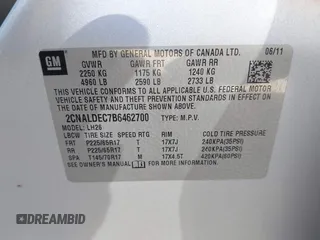 GM
MFD BY GENERAL MOTORS OF CANADA LTD. 06/11
GVWR GAWR FRT GAWR RR
2250 KG 1175 KG 1240 KG
4960 LB 2590 LB 2733 LB
THIS VEHICLE CONFORMS TO ALL APPLICABLE U.S. FEDERAL MOTOR VEHICLE SAFETY, BUMPER, AND THEFT PREVENTION STANDARDS IN EFFECT ON THE DATE OF MANUFACTURE SHOWN ABOVE.
2CNALDEC7B6462700 TYPE: M.P.V.
MODEL: 1LH26
TIRE SIZE SPEED RTG RIM COLD TIRE PRESSURE
FRT P225/65R17 T 17X7J 240KPA(35PSI)
RR P225/65R17 T 17X7J 240KPA(35PSI)
SPA T145/70R17 M 17X4.5T 420KPA(60PSI)
SEE OWNER'S MANUAL FOR MORE INFORMATION.
DREAMBID